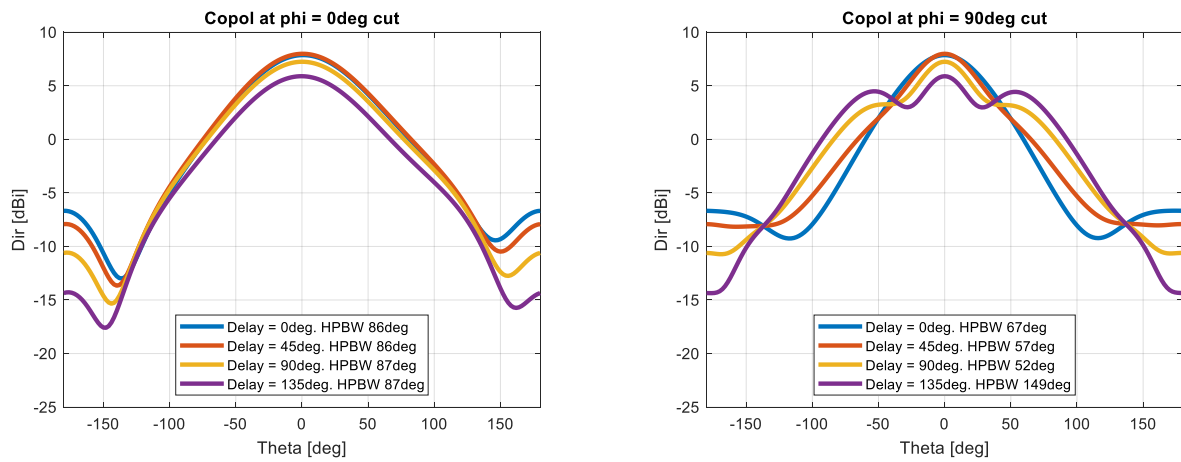 Copol at phi = 0deg cut
10
5
0
-5
-10
-15
-20
-25
Dir [dBi]
-150
-100
-50
0
50
100
150
Theta [deg]
Delay = 0deg. HPBW 86deg
Delay = 45deg. HPBW 86deg
Delay = 90deg. HPBW 87deg
Delay = 135deg. HPBW 87deg
Copol at phi = 90deg cut
10
5
0
-5
-10
-15
-20
-25
Dir [dBi]
-150
-100
-50
0
50
100
150
Theta [deg]
Delay = 0deg. HPBW 67deg
Delay = 45deg. HPBW 57deg
Delay = 90deg. HPBW 52deg
Delay = 135deg. HPBW 149deg